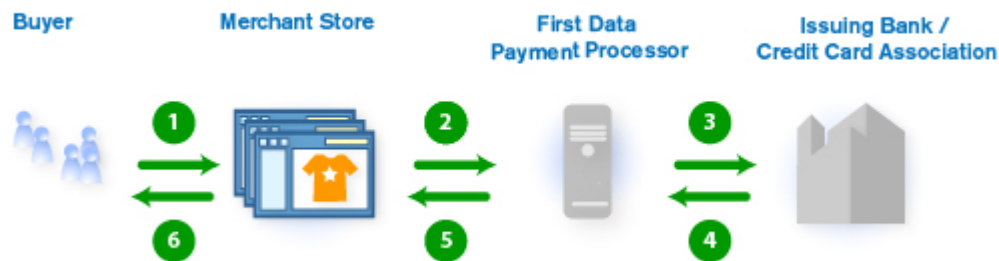 Buyer
Merchant Store
First Data
Payment Processor
Issuing Bank /
Credit Card Association
1
2
3
6
5
4